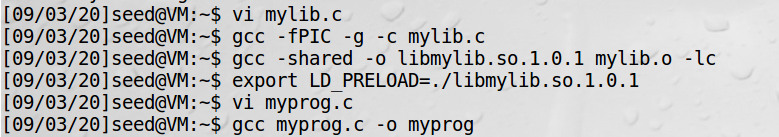 [09/03/20]seed@VM:~$ vi mylib.c
[09/03/20]seed@VM:~$ gcc -fPIC -g -c mylib.c
[09/03/20]seed@VM:~$ gcc -shared -o libmylib.so.1.0.1 mylib.o -lc
[09/03/20]seed@VM:~$ export LD_PRELOAD=./libmylib.so.1.0.1
[09/03/20]seed@VM:~$ vi myprog.c
[09/03/20]seed@VM:~$ gcc myprog.c -o myprog